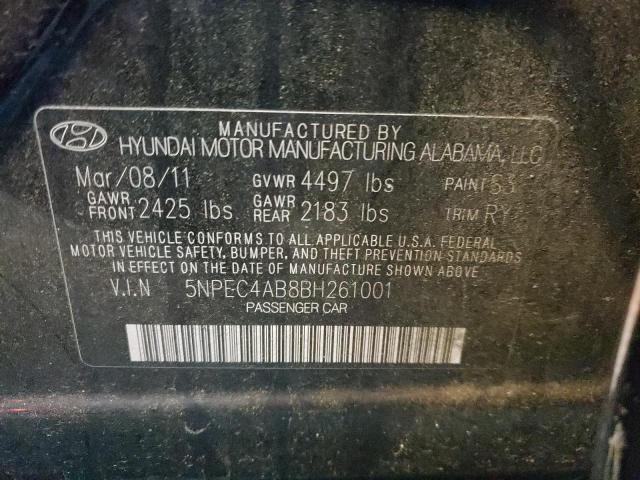 MANUFACTURED BY
HYUNDAI MOTOR MANUFACTURING ALABAMA, LLC
Mar/08/11 GVWR 4497 lbs PAINT S3
GAWR FRONT 2425 lbs GAWR REAR 2183 lbs TRIM RY
THIS VEHICLE CONFORMS TO ALL APPLICABLE U.S.A. FEDERAL
MOTOR VEHICLE SAFETY, BUMPER, AND THEFT PREVENTION STANDARDS
IN EFFECT ON THE DATE OF MANUFACTURE SHOWN ABOVE
V.I.N 5NPEC4AB8BH261001
PASSENGER CAR